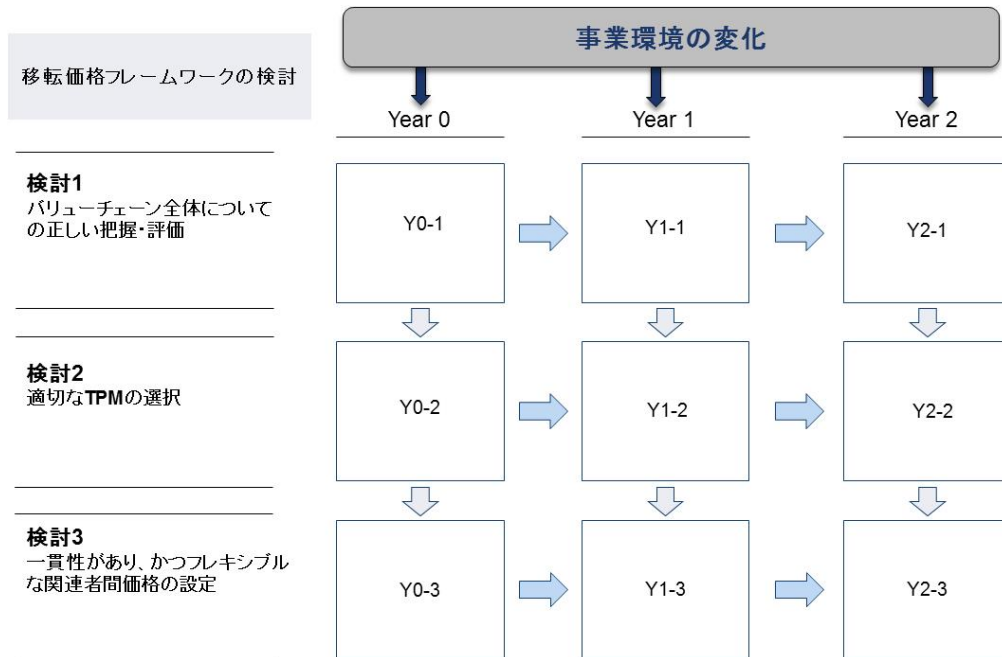 事業環境の変化
移転価格フレームワークの検討
Year 0
Year 1
Year 2
検討1
バリューチェーン全体について
の正しい把握・評価
Y0-1
Y1-1
Y2-1
検討2
適切なTPMの選択
Y0-2
Y1-2
Y2-2
検討3
一貫性があり、かつフレキシブル
な関連者間価格の設定
Y0-3
Y1-3
Y2-3